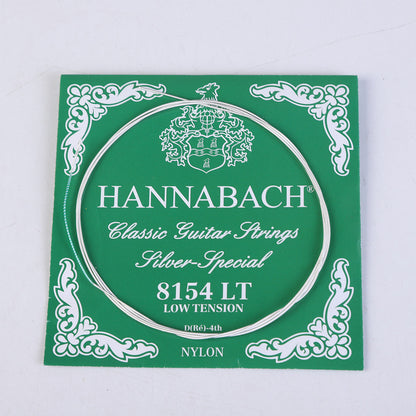 HANNABACH®
Classic Guitar Strings
Silver-Special
8154 LT
LOW TENSION
D(Ré)-4th
NYLON